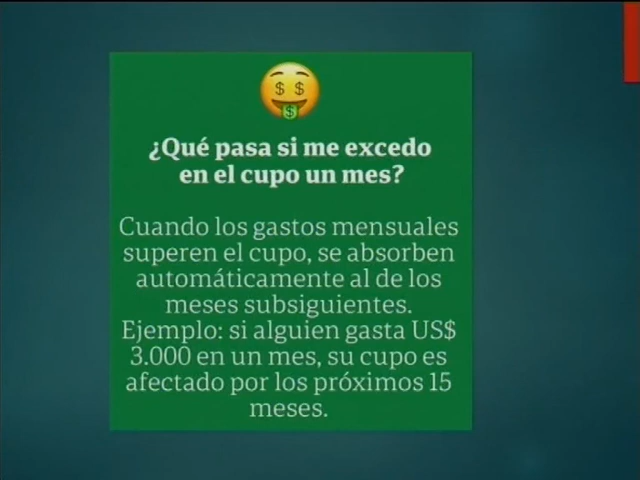 ¿Qué pasa si me excedo
en el cupo un mes?
Cuando los gastos mensuales
superen el cupo, se absorben
automáticamente al de los
meses subsiguientes.
Ejemplo: si alguien gasta US$
3.000 en un mes, su cupo es
afectado por los próximos 15
meses.